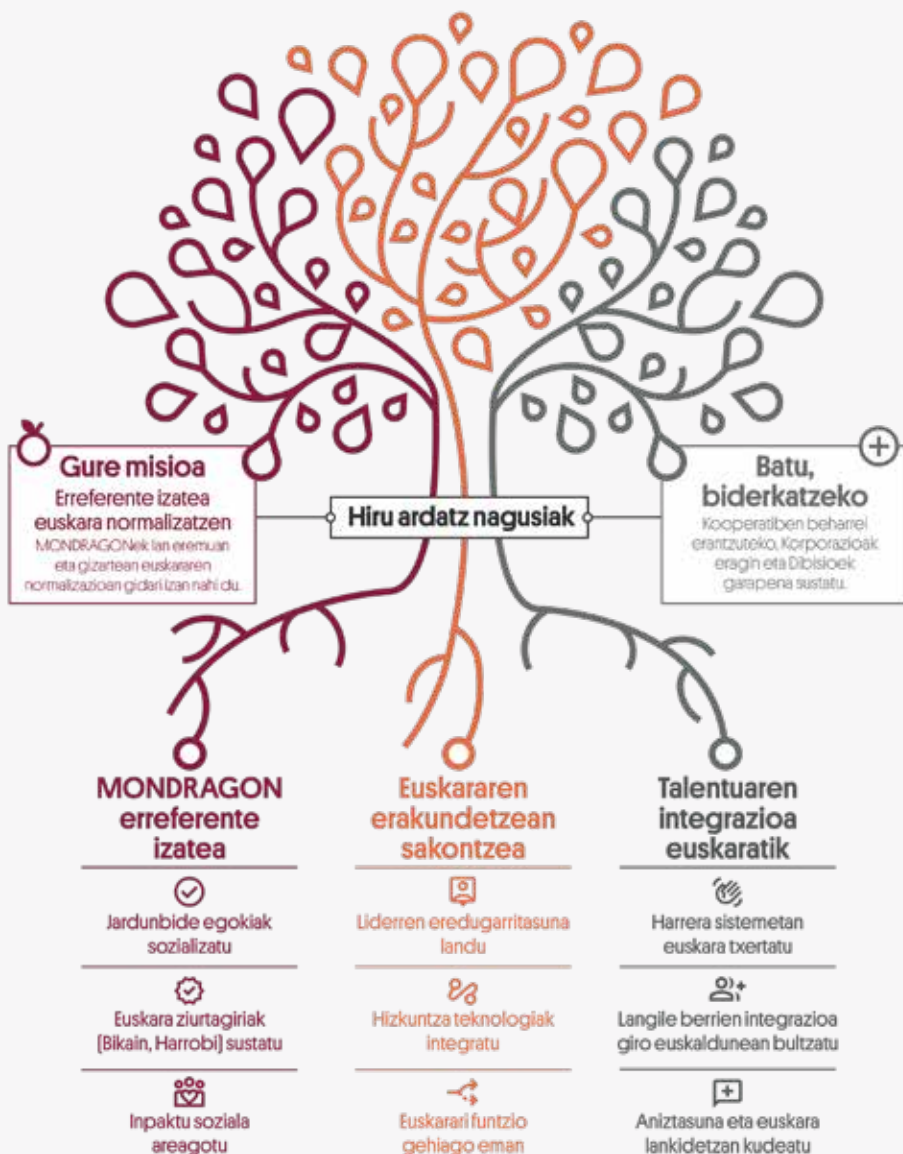 Gure misioa
Erreferente izatea
euskara normalizatzen
MONDRAGONek lan eremuan
eta gizartean euskararen
normalizazioan gidari izan nahi du.
Hiru ardatz nagusiak
Batu,
biderkatzeko
Kooperatiben beharrei
erantzuteko, Korporazioak
eragin eta Dibisioek
garapena sustatu.
MONDRAGON
erreferente
izatea
Jardunbide egokiak
sozializatu
Euskara ziurtagiriak
(Bikain, Harrobi) sustatu
Inpaktu soziala
areagotu
Euskararen
erakundetzean
sakontzea
Liderren eredugarritasuna
landu
Hizkuntza teknologiak
integratu
Euskarari funtzio
gehiago eman
Talentuaren
integrazioa
euskaratik
Harrera sistemetan
euskara txertatu
Langile berrien integrazioa
giro euskaldunean bultzatu
Aniztasuna eta euskara
lankidetzan kudeatu